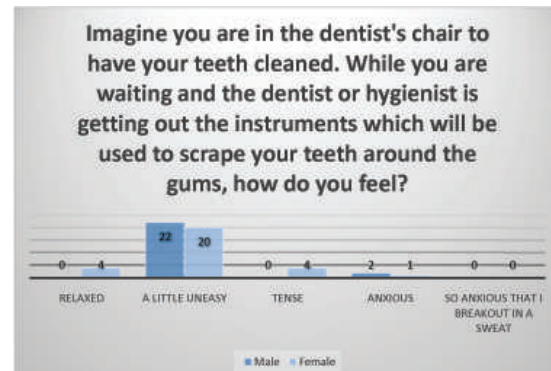 Imagine you are in the dentist's chair to
have your teeth cleaned. While you are
waiting and the dentist or hygienist is
getting out the instruments which will be
used to scrape your teeth around the
gums, how do you feel?
0 4 22 20 0 4 2 1 0 0
RELAXED A LITTLE UNEASY TENSE ANXIOUS SO ANXIOUS THAT I
BREAKOUT IN A
SWEAT
Male Female